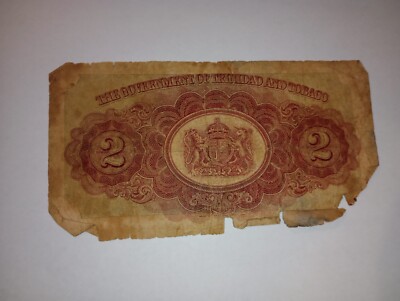 THE GOVERNMENT OF TRINIDAD AND TOBAGO
2 2